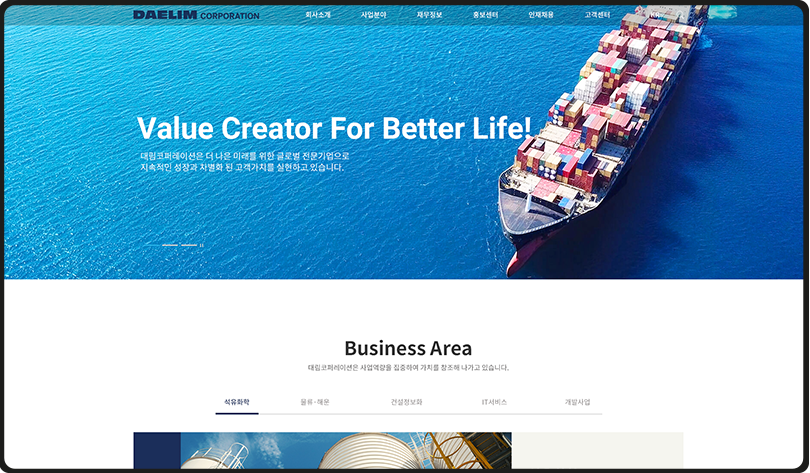 DAELIM CORPORATION
회사소개 사업분야 재무정보 홍보센터 인재채용 고객센터
Value Creator For Better Life!
대림코퍼레이션은 더 나은 미래를 위한 글로벌 전문기업으로
지속적인 성장과 차별화 된 고객가치를 실현하고 있습니다.
Business Area
대림코퍼레이션은 사업역량을 집중하여 가치를 창조해 나가고 있습니다.
석유화학 물류·해운 건설정보화 IT서비스 개발사업